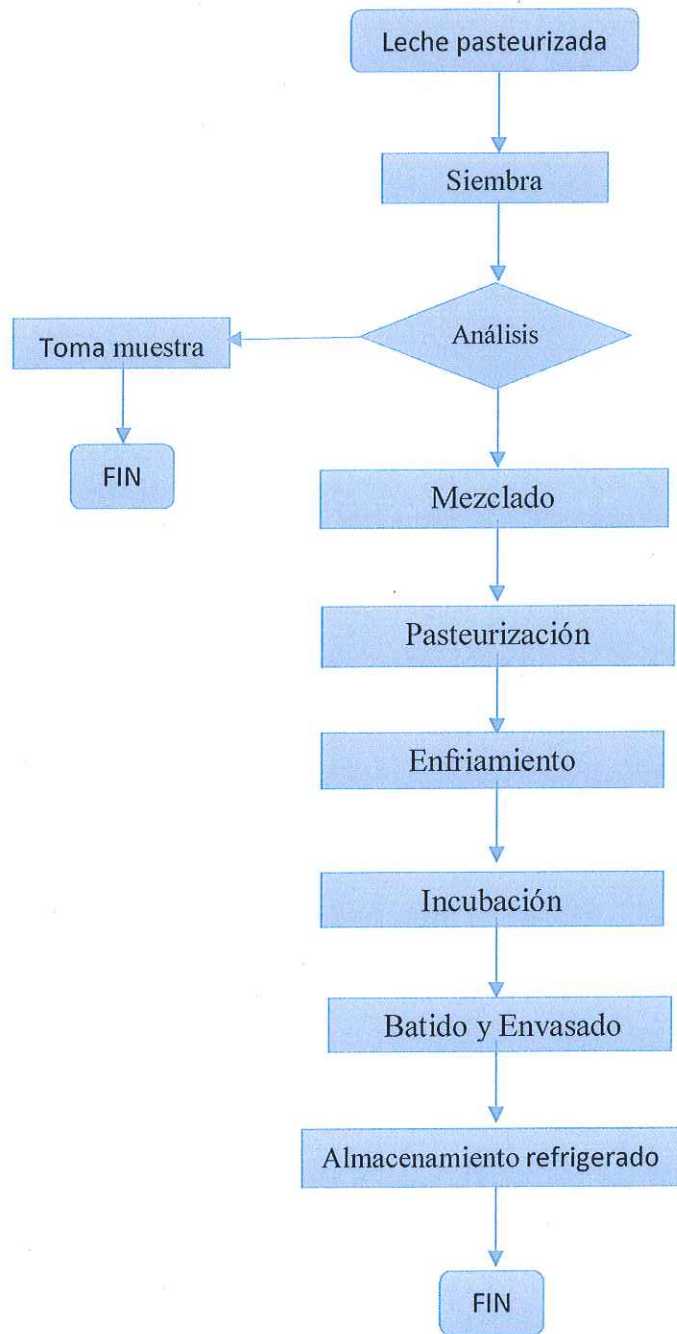 Leche pasteurizada
Siembra
Análisis
Toma muestra
FIN
Mezclado
Pasteurización
Enfriamiento
Incubación
Batido y Envasado
Almacenamiento refrigerado
FIN